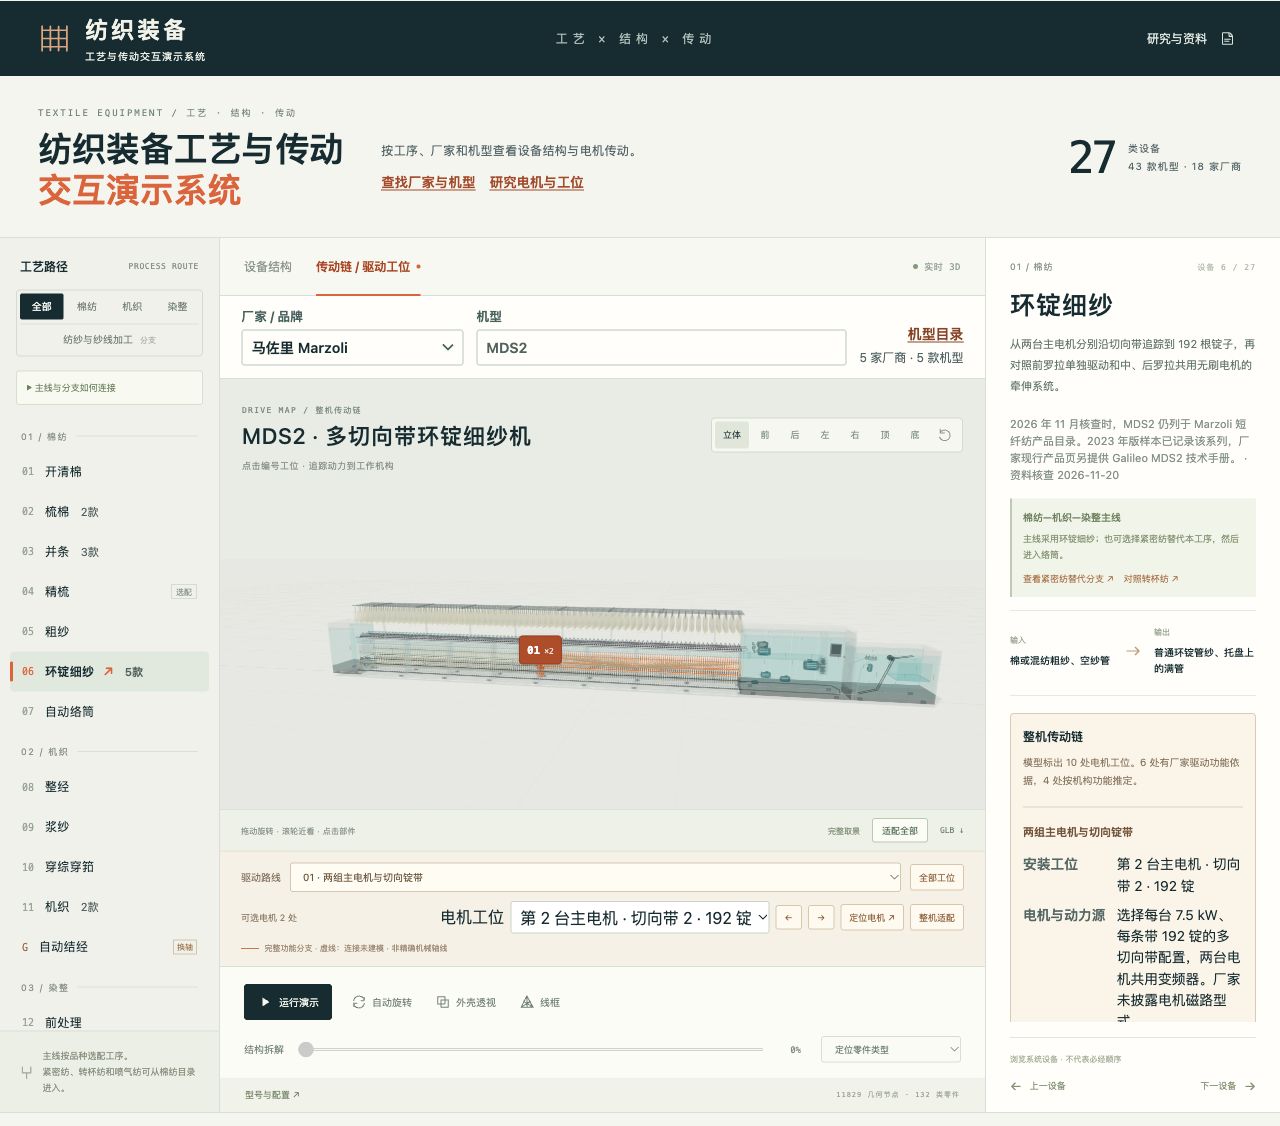 纺织装备
工艺与传动交互演示系统
工艺 × 结构 × 传动
研究与资料
TEXTILE EQUIPMENT / 工艺 · 结构 · 传动
纺织装备工艺与传动
交互演示系统
按工序、厂家和机型查看设备结构与电机传动。
查找厂家与机型 研究电机与工位
27
类设备
43 款机型 · 18 家厂商
工艺路径 PROCESS ROUTE
全部 棉纺 机织 染整
纺纱与纱线加工 分支
主线与分支如何连接
01 / 棉纺
01 开清棉
02 梳棉 2款
03 并条 3款
04 精梳 选配
05 粗纱
06 环锭细纱 ↗ 5款
07 自动络筒
02 / 机织
08 整经
09 浆纱
10 穿综穿筘
11 机织 2款
G 自动结经 换轴
03 / 染整
12 前处理
主线按品种选配工序。
紧密纺、转杯纺和喷气纺可从棉纺目录
进入。
设备结构 传动链 / 驱动工位
实时 3D
厂家 / 品牌
马佐里 Marzoli
机型
MDS2
机型目录
5 家厂商 · 5 款机型
DRIVE MAP / 整机传动链
MDS2 · 多切向带环锭细纱机
点击编号工位 · 追踪动力到工作机构
立体 前 后 左 右 顶 底
01 ×2
拖动旋转 · 滚轮近看 · 点击部件
完整取景 适配全部 GLB ↓
驱动路线 01 · 两组主电机与切向锭带 全部工位
可选电机 2 处 电机工位 第 2 台主电机 · 切向带 2 · 192 锭 ← → 定位电机 ↗ 整机适配
完整功能分支 · 虚线：连接未建模 · 非精确机械轴线
运行演示 自动旋转 外壳透视 线框
结构拆解 0% 定位零件类型
型号与配置 ↗
11829 几何节点 · 132 类零件
01 / 棉纺 设备 6 / 27
环锭细纱
从两台主电机分别沿切向带追踪到 192 根锭子，再
对照前罗拉单独驱动和中、后罗拉共用无刷电机的
牵伸系统。
2026 年 11 月核查时，MDS2 仍列于 Marzoli 短
纤纺产品目录。2023 年版样本已记录该系列，厂
家现行产品页另提供 Galileo MDS2 技术手册。 ·
资料核查 2026-11-20
棉纺—机织—染整主线
主线采用环锭细纱；也可选择紧密纺替代本工序，然后
进入络筒。
查看紧密纺替代分支 ↗ 对照转杯纺 ↗
输入
棉或混纺粗纱、空纱管
→
输出
普通环锭管纱、托盘上
的满管
整机传动链
模型标出 10 处电机工位。6 处有厂家驱动功能依
据，4 处按机构功能推定。
两组主电机与切向锭带
安装工位 第 2 台主电机 · 切向
带 2 · 192 锭
电机与动力源 选择每台 7.5 kW、
每条带 192 锭的多
切向带配置，两台电
机共用变频器。厂家
未披露电机磁路型
式
浏览系统设备 · 不代表必经顺序
← 上一设备 下一设备 →